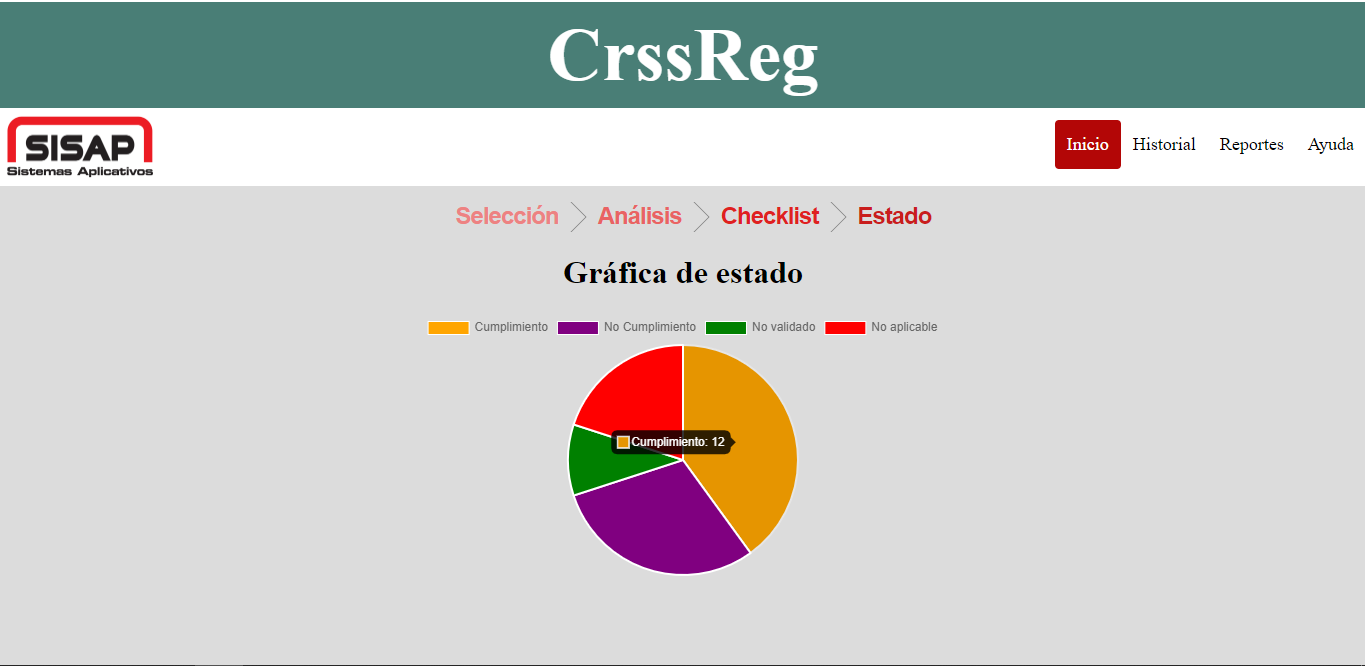 CrssReg
SISAP
Sistemas Aplicativos
Inicio Historial Reportes Ayuda
Selección Análisis Checklist Estado
Gráfica de estado
Cumplimiento No Cumplimiento No validado No aplicable
Cumplimiento: 12